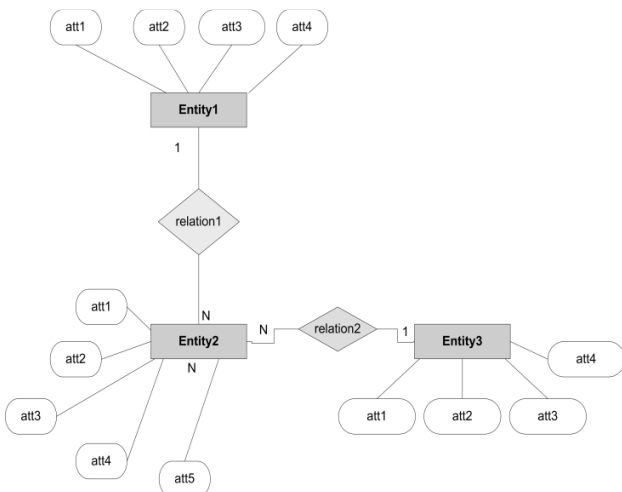 att1
att2
att3
att4
Entity1
1
relation1
N
att1
att2
att3
att4
att5
Entity2
N
N
relation2
1
Entity3
att4
att1
att2
att3